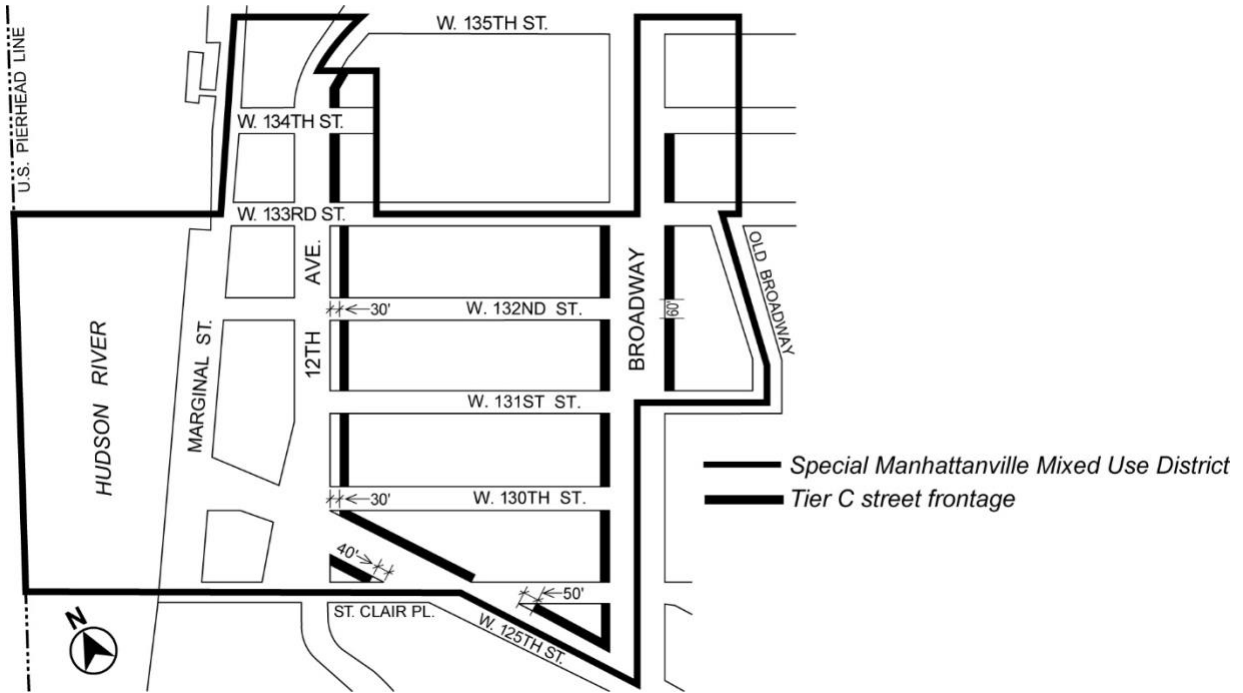 U.S. PIERHEAD LINE
W. 135TH ST.
W. 134TH ST.
W. 133RD ST.
12TH AVE.
BROADWAY
OLD BROADWAY
30'
W. 132ND ST.
60'
MARGINAL ST.
HUDSON RIVER
W. 131ST ST.
Special Manhattanville Mixed Use District
Tier C street frontage
30'
W. 130TH ST.
40'
50'
ST. CLAIR PL.
W. 125TH ST.
N